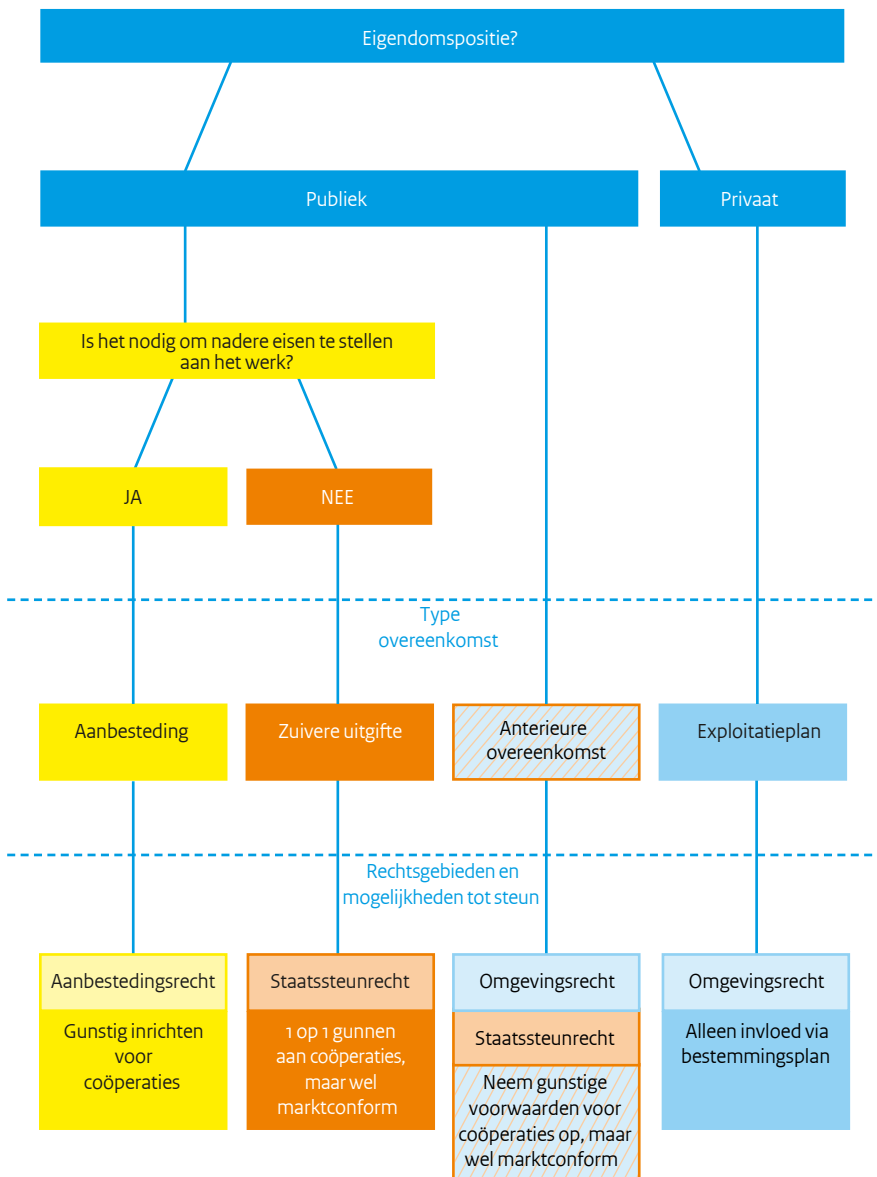 Eigendomspositie?
Publiek
Privaat
Is het nodig om nadere eisen te stellen
aan het werk?
JA
NEE
Type
overeenkomst
Aanbesteding
Zuivere uitgifte
Anterieure
overeenkomst
Exploitatieplan
Rechtsgebieden en
mogelijkheden tot steun
Aanbestedingsrecht
Gunstig inrichten
voor
coöperaties
Staatssteunrecht
1 op 1 gunnen
aan coöperaties,
maar wel
marktconform
Omgevingsrecht
Staatssteunrecht
Neem gunstige
voorwaarden voor
coöperaties op, maar
wel marktconform
Omgevingsrecht
Alleen invloed via
bestemmingsplan